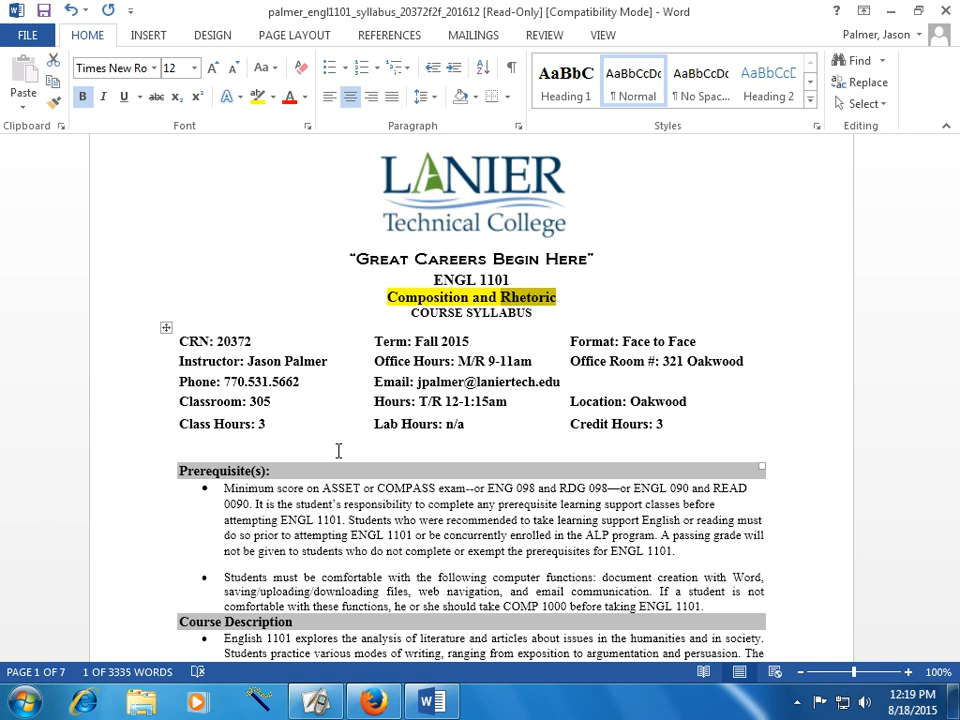 palmer_engl1101_syllabus_20372f2f_201612 [Read-Only] [Compatibility Mode] - Word
FILE HOME INSERT DESIGN PAGE LAYOUT REFERENCES MAILINGS REVIEW VIEW Palmer, Jason
Times New Ro 12 Aa
Paste
B I U abc x₂ x² A A
AaBbC AaBbCcDc AaBbCcDc AaBbCcD
Heading 1 ¶ Normal ¶ No Spac... Heading 2
Find
Replace
Select
Clipboard Font Paragraph Styles Editing
LANIER
Technical College
"Great Careers Begin Here"
ENGL 1101
Composition and Rhetoric
COURSE SYLLABUS
CRN: 20372 Term: Fall 2015 Format: Face to Face
Instructor: Jason Palmer Office Hours: M/R 9-11am Office Room #: 321 Oakwood
Phone: 770.531.5662 Email: jpalmer@laniertech.edu
Classroom: 305 Hours: T/R 12-1:15am Location: Oakwood
Class Hours: 3 Lab Hours: n/a Credit Hours: 3
Prerequisite(s):
• Minimum score on ASSET or COMPASS exam--or ENG 098 and RDG 098—or ENGL 090 and READ
0090. It is the student's responsibility to complete any prerequisite learning support classes before
attempting ENGL 1101. Students who were recommended to take learning support English or reading must
do so prior to attempting ENGL 1101 or be concurrently enrolled in the ALP program. A passing grade will
not be given to students who do not complete or exempt the prerequisites for ENGL 1101.
• Students must be comfortable with the following computer functions: document creation with Word,
saving/uploading/downloading files, web navigation, and email communication. If a student is not
comfortable with these functions, he or she should take COMP 1000 before taking ENGL 1101.
Course Description
• English 1101 explores the analysis of literature and articles about issues in the humanities and in society.
Students practice various modes of writing, ranging from exposition to argumentation and persuasion. The
PAGE 1 OF 7 1 OF 3335 WORDS 100%
12:19 PM
8/18/2015